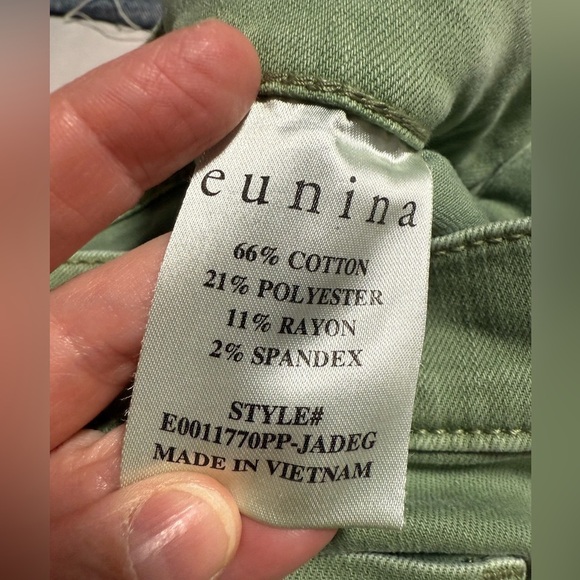 eunina
66% COTTON
21% POLYESTER
11% RAYON
2% SPANDEX
STYLE#
E0011770PP-JADEG
MADE IN VIETNAM